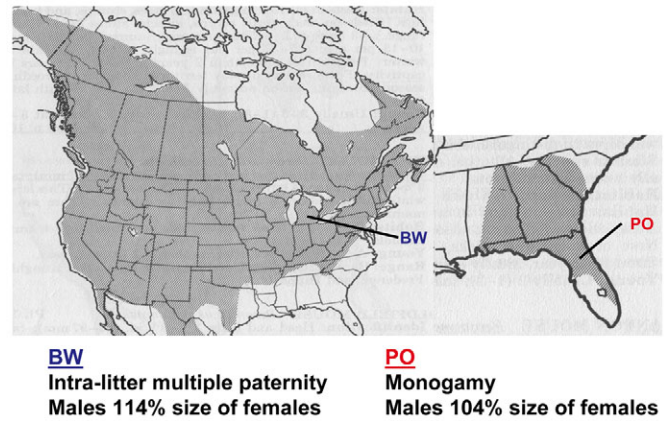 BW
PO
BW
Intra-litter multiple paternity
Males 114% size of females
PO
Monogamy
Males 104% size of females